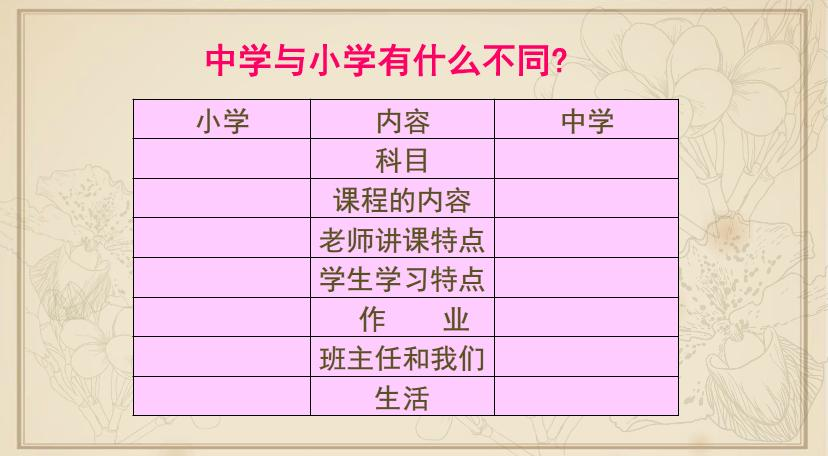 中学与小学有什么不同?
小学 内容 中学
科目
课程的内容
老师讲课特点
学生学习特点
作 业
班主任和我们
生活